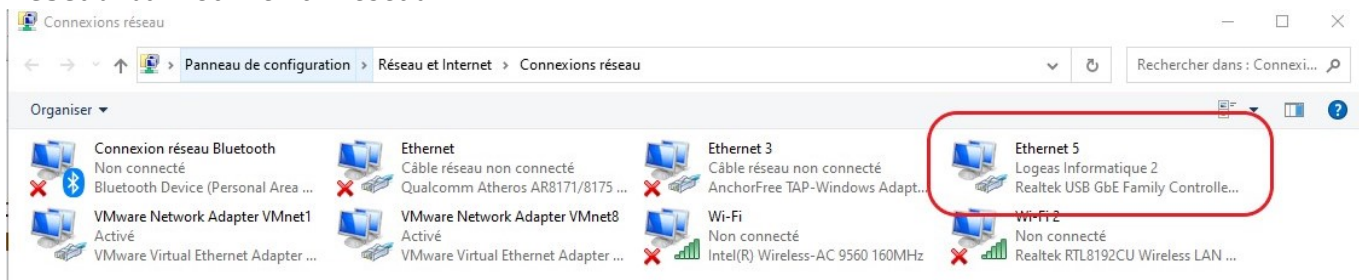 Connexions réseau
Panneau de configuration > Réseau et Internet > Connexions réseau
Rechercher dans : Connexi...
Organiser
Connexion réseau Bluetooth
Non connecté
Bluetooth Device (Personal Area ...
Ethernet
Câble réseau non connecté
Qualcomm Atheros AR8171/8175 ...
Ethernet 3
Câble réseau non connecté
AnchorFree TAP-Windows Adapt...
Ethernet 5
Logeas Informatique 2
Realtek USB GbE Family Controlle...
VMware Network Adapter VMnet1
Activé
VMware Virtual Ethernet Adapter ...
VMware Network Adapter VMnet8
Activé
VMware Virtual Ethernet Adapter ...
Wi-Fi
Non connecté
Intel(R) Wireless-AC 9560 160MHz
Wi-Fi 2
Non connecté
Realtek RTL8192CU Wireless LAN ...